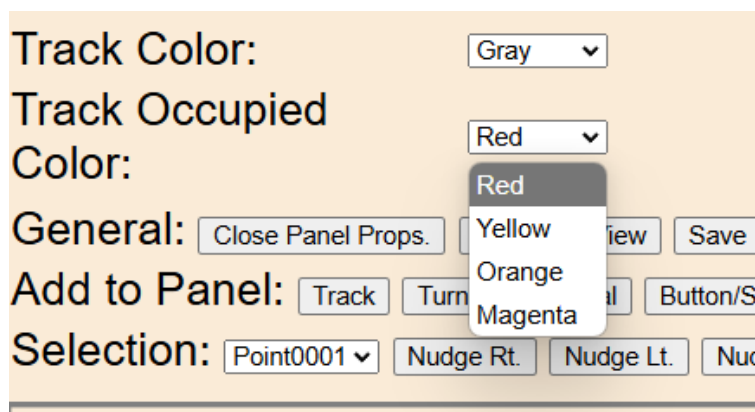 Track Color: Gray
Track Occupied
Color: Red
Red
Yellow
Orange
Magenta
General: Close Panel Props. Save
Add to Panel: Track
Selection: Point0001 Nudge Rt. Nudge Lt.